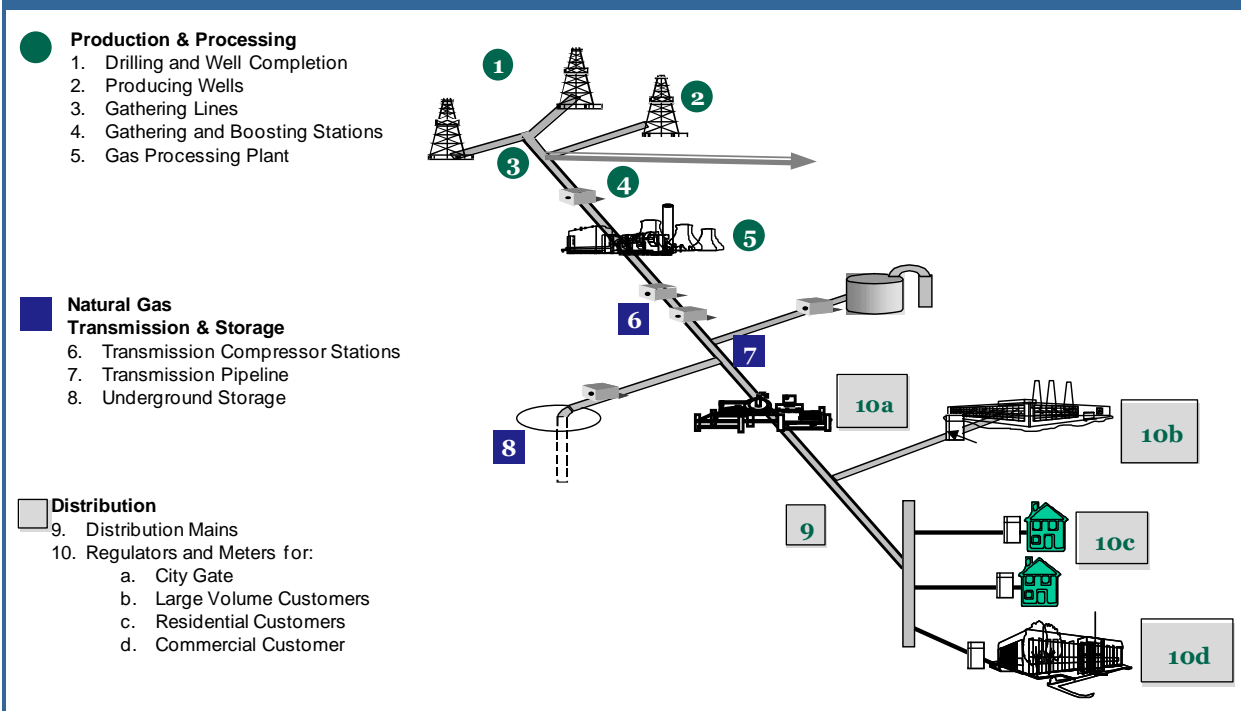 Production & Processing
1. Drilling and Well Completion
2. Producing Wells
3. Gathering Lines
4. Gathering and Boosting Stations
5. Gas Processing Plant
Natural Gas
Transmission & Storage
6. Transmission Compressor Stations
7. Transmission Pipeline
8. Underground Storage
Distribution
9. Distribution Mains
10. Regulators and Meters for:
a. City Gate
b. Large Volume Customers
c. Residential Customers
d. Commercial Customer
1
2
3
4
5
6
7
8
10a
10b
9
10c
10d